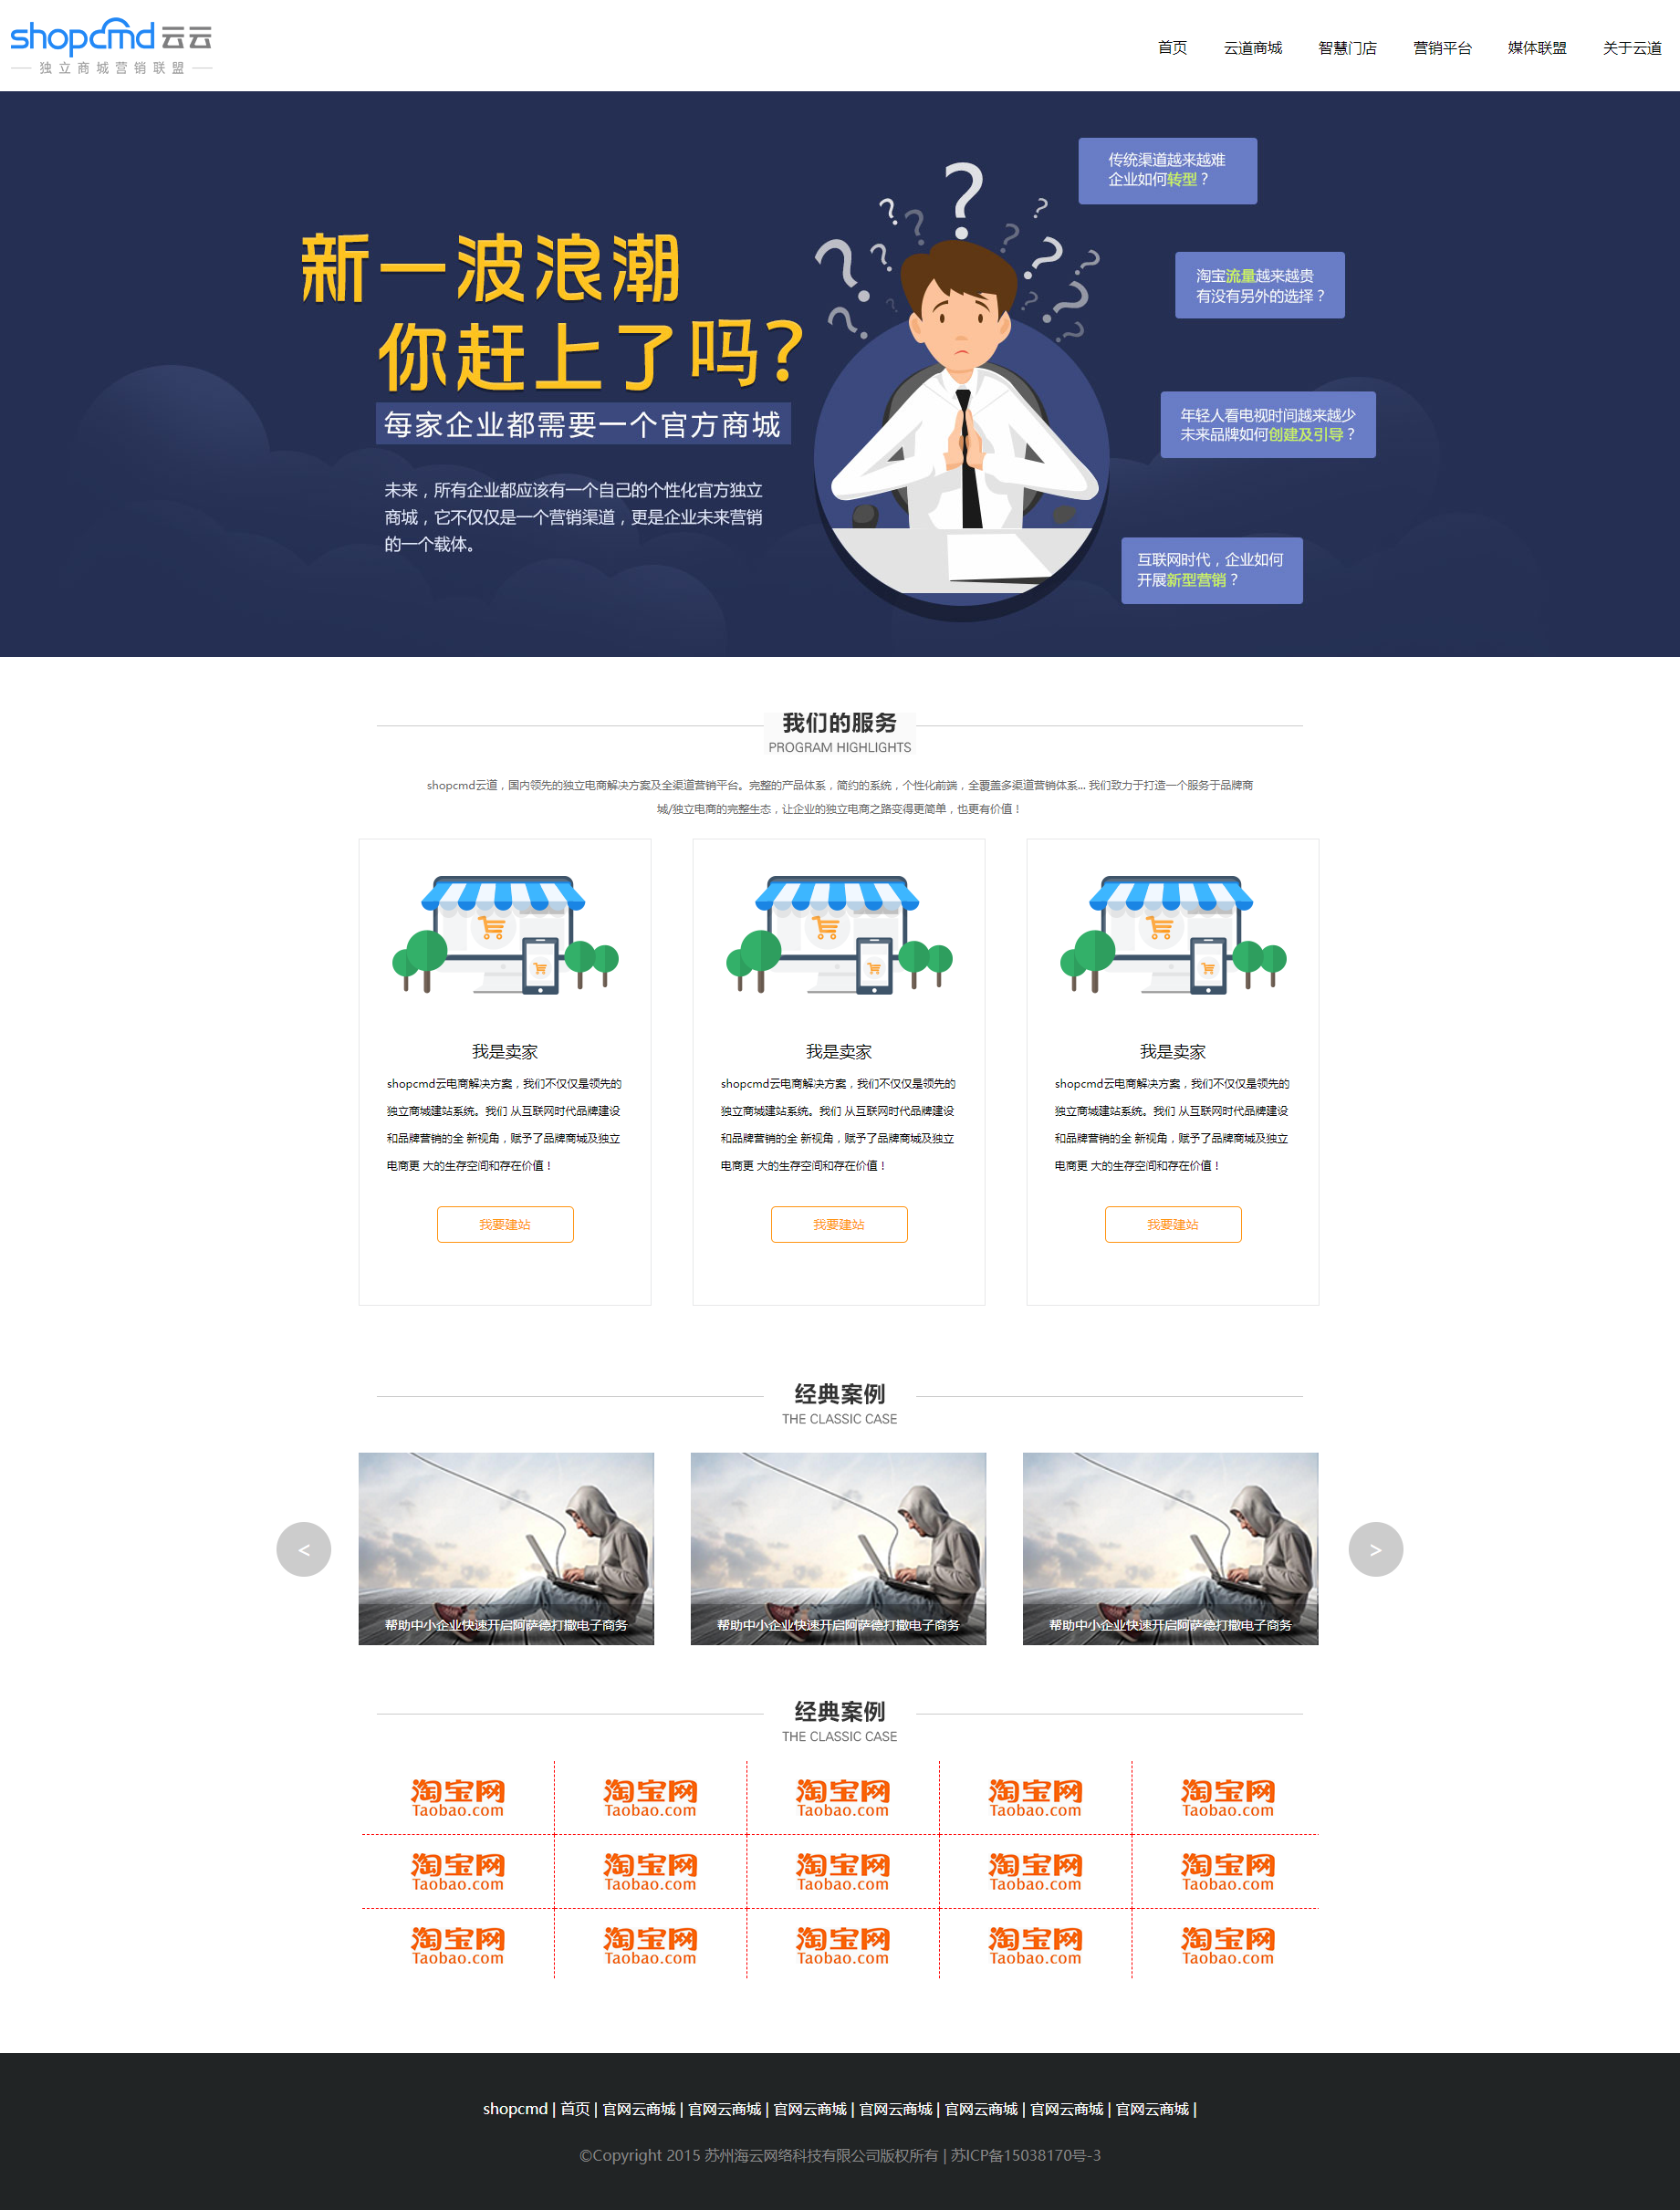 shopcmd 云云
独立商城营销联盟
首页 云道商城 智慧门店 营销平台 媒体联盟 关于云道
传统渠道越来越难
企业如何转型？
新一波浪潮
淘宝流量越来越贵
有没有另外的选择？
你赶上了吗?
每家企业都需要一个官方商城
年轻人看电视时间越来越少
未来品牌如何创建及引导？
未来，所有企业都应该有一个自己的个性化官方独立
商城，它不仅仅是一个营销渠道，更是企业未来营销
的一个载体。
互联网时代，企业如何
开展新型营销？
我们的服务
PROGRAM HIGHLIGHTS
shopcmd云道，国内领先的独立电商解决方案及全渠道营销平台。完整的产品体系，简约的系统，个性化前端，全覆盖多渠道营销体系... 我们致力于打造一个服务于品牌商
城/独立电商的完整生态，让企业的独立电商之路变得更简单，也更有价值！
我是卖家
shopcmd云电商解决方案，我们不仅仅是领先的
独立商城建站系统。我们 从互联网时代品牌建设
和品牌营销的全 新视角，赋予了品牌商城及独立
电商更 大的生存空间和存在价值！
我要建站
我是卖家
shopcmd云电商解决方案，我们不仅仅是领先的
独立商城建站系统。我们 从互联网时代品牌建设
和品牌营销的全 新视角，赋予了品牌商城及独立
电商更 大的生存空间和存在价值！
我要建站
我是卖家
shopcmd云电商解决方案，我们不仅仅是领先的
独立商城建站系统。我们 从互联网时代品牌建设
和品牌营销的全 新视角，赋予了品牌商城及独立
电商更 大的生存空间和存在价值！
我要建站
经典案例
THE CLASSIC CASE
< >
帮助中小企业快速开启阿萨德打撒电子商务
帮助中小企业快速开启阿萨德打撒电子商务
帮助中小企业快速开启阿萨德打撒电子商务
经典案例
THE CLASSIC CASE
淘宝网 淘宝网 淘宝网 淘宝网 淘宝网
Taobao.com Taobao.com Taobao.com Taobao.com Taobao.com
淘宝网 淘宝网 淘宝网 淘宝网 淘宝网
Taobao.com Taobao.com Taobao.com Taobao.com Taobao.com
淘宝网 淘宝网 淘宝网 淘宝网 淘宝网
Taobao.com Taobao.com Taobao.com Taobao.com Taobao.com
shopcmd | 首页 | 官网云商城 | 官网云商城 | 官网云商城 | 官网云商城 | 官网云商城 | 官网云商城 | 官网云商城 |
©Copyright 2015 苏州海云网络科技有限公司版权所有 | 苏ICP备15038170号-3